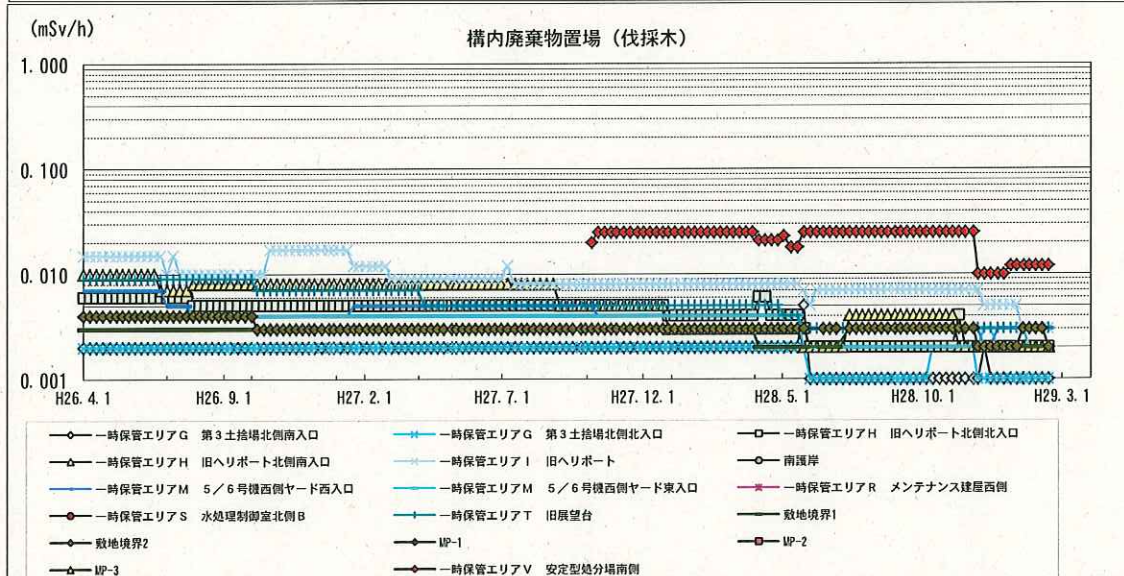 (mSv/h)
構内廃棄物置場（伐採木）
1.000
0.100
0.010
0.001
H26.4.1 H26.9.1 H27.2.1 H27.7.1 H27.12.1 H28.5.1 H28.10.1 H29.3.1
一時保管エリアG 第3土捨場北側南入口 一時保管エリアG 第3土捨場北側北入口 一時保管エリアH 旧ヘリポート北側北入口
一時保管エリアH 旧ヘリポート北側南入口 一時保管エリアI 旧ヘリポート 南護岸
一時保管エリアM 5／6号機西側ヤード西入口 一時保管エリアM 5／6号機西側ヤード東入口 一時保管エリアR メンテナンス建屋西側
一時保管エリアS 水処理制御室北側B 一時保管エリアT 旧展望台 敷地境界1
敷地境界2 MP-1 MP-2
MP-3 一時保管エリアV 安定型処分場南側